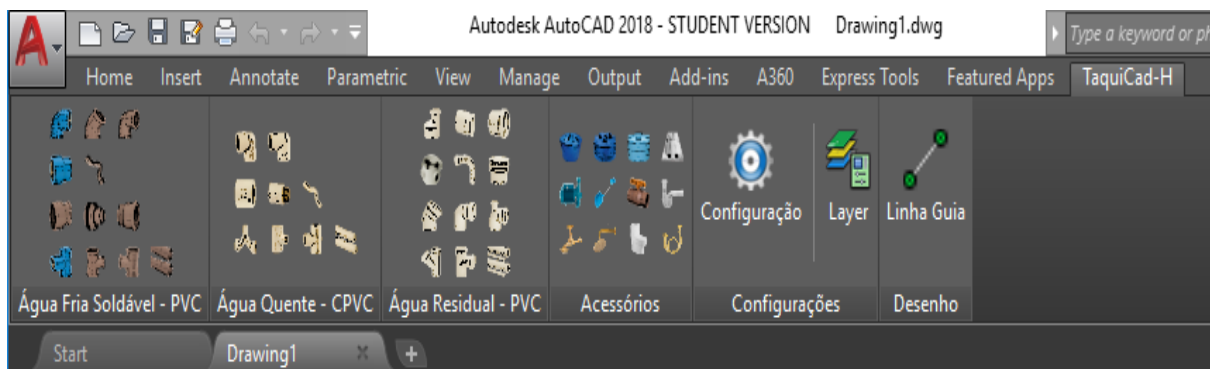 Autodesk AutoCAD 2018 - STUDENT VERSION Drawing1.dwg
Type a keyword or ph
Home Insert Annotate Parametric View Manage Output Add-ins A360 Express Tools Featured Apps TaquiCad-H
Configuração Layer Linha Guia
Água Fria Soldável - PVC Água Quente - CPVC Água Residual - PVC Acessórios Configurações Desenho
Start Drawing1